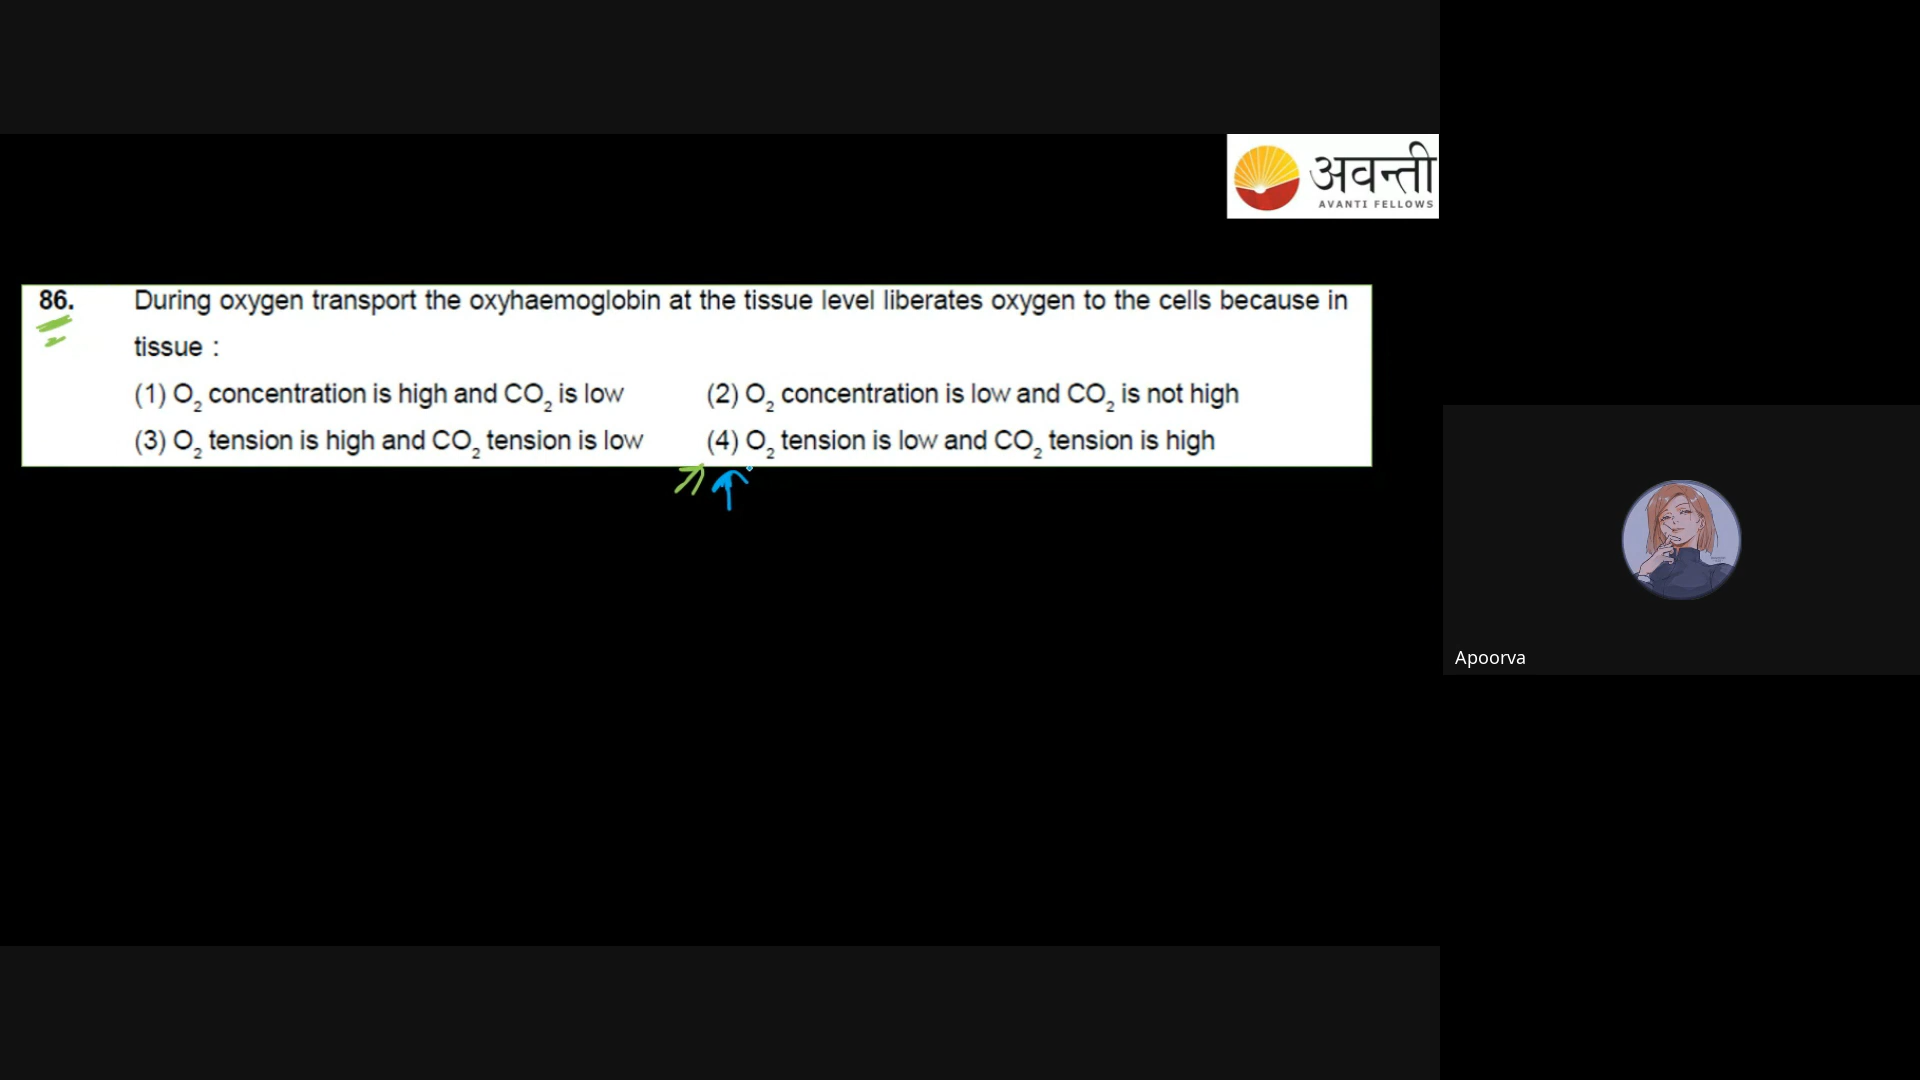 अवन्ती
AVANTI FELLOWS
86. During oxygen transport the oxyhaemoglobin at the tissue level liberates oxygen to the cells because in
tissue :
(1) O₂ concentration is high and CO₂ is low (2) O₂ concentration is low and CO₂ is not high
(3) O₂ tension is high and CO₂ tension is low (4) O₂ tension is low and CO₂ tension is high
Apoorva